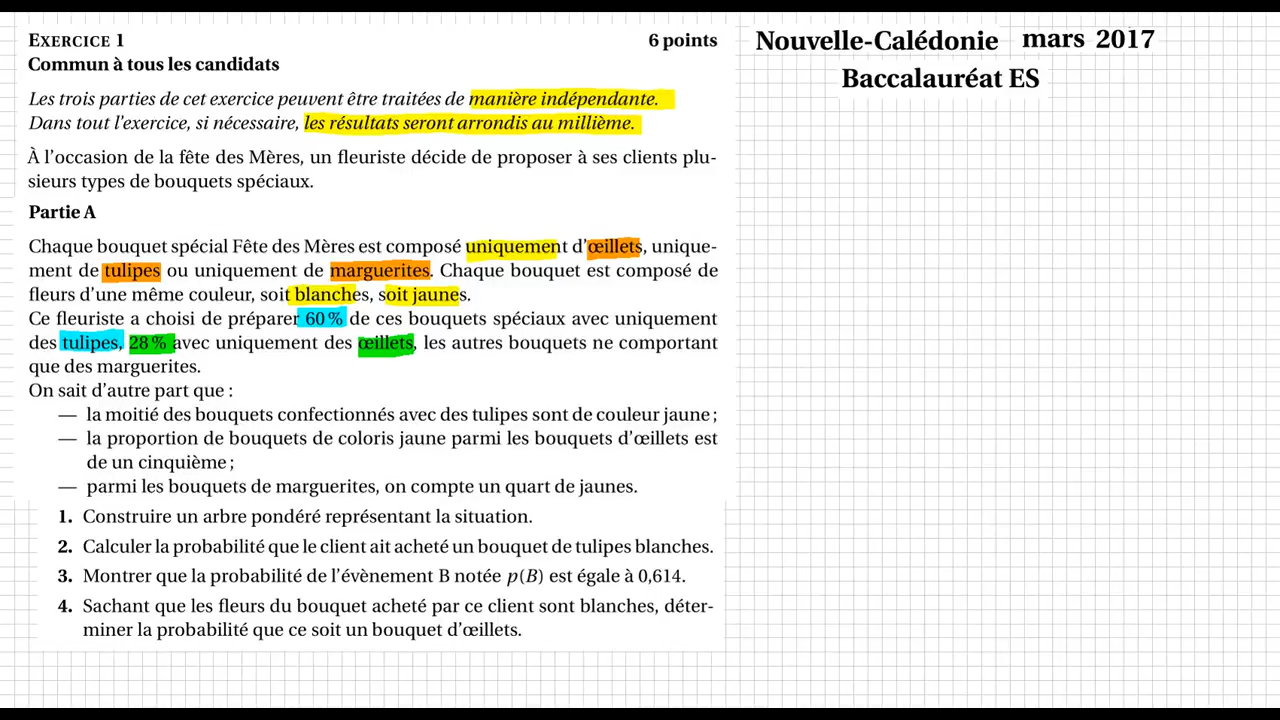 EXERCICE 1 6 points
Commun à tous les candidats
Les trois parties de cet exercice peuvent être traitées de manière indépendante.
Dans tout l'exercice, si nécessaire, les résultats seront arrondis au millième.
À l'occasion de la fête des Mères, un fleuriste décide de proposer à ses clients plu-
sieurs types de bouquets spéciaux.
Partie A
Chaque bouquet spécial Fête des Mères est composé uniquement d'œillets, unique-
ment de tulipes ou uniquement de marguerites. Chaque bouquet est composé de
fleurs d'une même couleur, soit blanches, soit jaunes.
Ce fleuriste a choisi de préparer 60 % de ces bouquets spéciaux avec uniquement
des tulipes, 28 % avec uniquement des œillets, les autres bouquets ne comportant
que des marguerites.
On sait d'autre part que :
— la moitié des bouquets confectionnés avec des tulipes sont de couleur jaune ;
— la proportion de bouquets de coloris jaune parmi les bouquets d'œillets est
de un cinquième ;
— parmi les bouquets de marguerites, on compte un quart de jaunes.
1. Construire un arbre pondéré représentant la situation.
2. Calculer la probabilité que le client ait acheté un bouquet de tulipes blanches.
3. Montrer que la probabilité de l'évènement B notée p(B) est égale à 0,614.
4. Sachant que les fleurs du bouquet acheté par ce client sont blanches, déter-
miner la probabilité que ce soit un bouquet d'œillets.
Nouvelle-Calédonie mars 2017
Baccalauréat ES